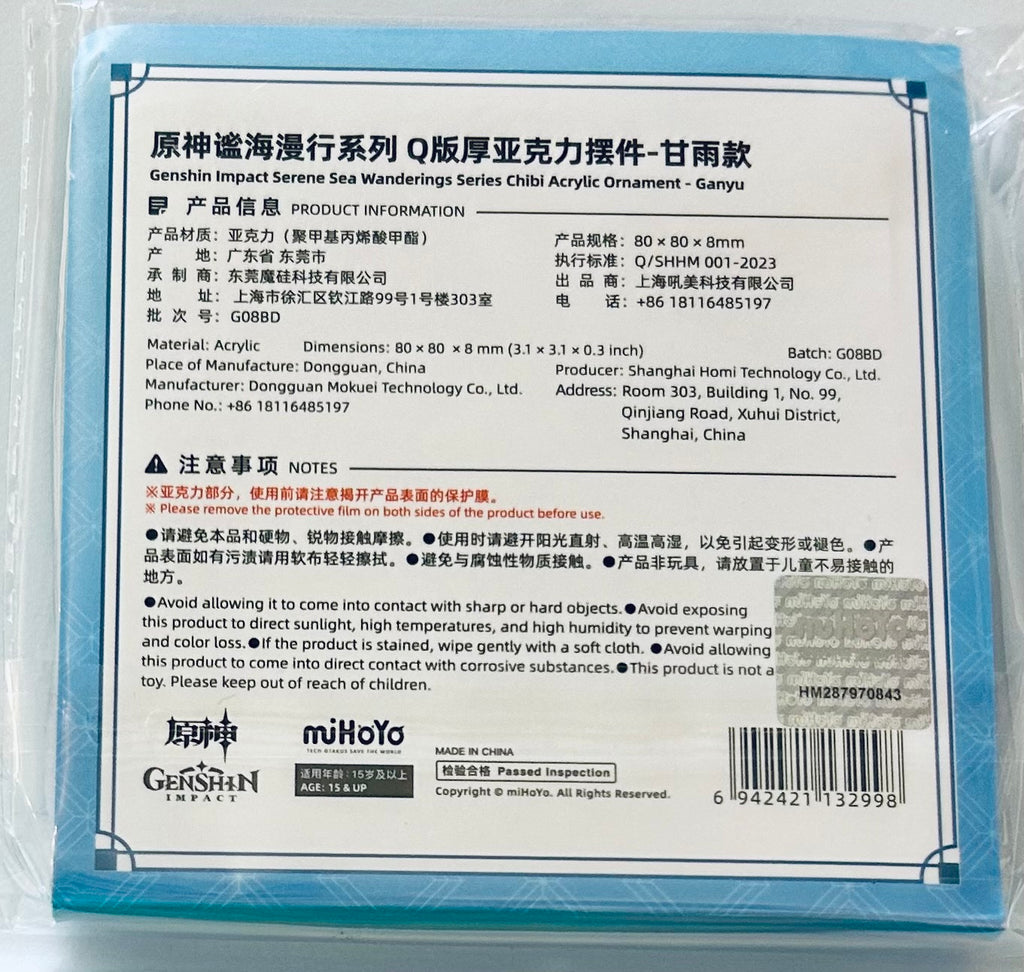 原神谧海漫行系列 Q版厚亚克力摆件-甘雨款
Genshin Impact Serene Sea Wanderings Series Chibi Acrylic Ornament - Ganyu
产品信息 PRODUCT INFORMATION
产品材质：亚克力（聚甲基丙烯酸甲酯）
产 地：广东省 东莞市
承 制 商：东莞魔硅科技有限公司
地 址：上海市徐汇区钦江路99号1号楼303室
批 次 号：G08BD
产品规格：80 × 80 × 8mm
执行标准：Q/SHHM 001-2023
出 品 商：上海吼美科技有限公司
电 话：+86 18116485197
Material: Acrylic Dimensions: 80 × 80 × 8 mm (3.1 × 3.1 × 0.3 inch) Batch: G08BD
Place of Manufacture: Dongguan, China
Manufacturer: Dongguan Mokuei Technology Co., Ltd.
Phone No.: +86 18116485197
Producer: Shanghai Homi Technology Co., Ltd.
Address: Room 303, Building 1, No. 99,
Qinjiang Road, Xuhui District,
Shanghai, China
注意事项 NOTES
※亚克力部分，使用前请注意揭开产品表面的保护膜。
※ Please remove the protective film on both sides of the product before use.
●请避免本品和硬物、锐物接触摩擦。●使用时请避开阳光直射、高温高湿，以免引起变形或褪色。●产
品表面如有污渍请用软布轻轻擦拭。●避免与腐蚀性物质接触。●产品非玩具，请放置于儿童不易接触的
地方。
●Avoid allowing it to come into contact with sharp or hard objects.●Avoid exposing
this product to direct sunlight, high temperatures, and high humidity to prevent warping
and color loss.●If the product is stained, wipe gently with a soft cloth. ●Avoid allowing
this product to come into direct contact with corrosive substances.●This product is not a
toy. Please keep out of reach of children.
miHoYo
HM287970843
原神
GENSHIN
IMPACT
miHoYo
TECH OTAKUS SAVE THE WORLD
适用年龄：15岁及以上
AGE: 15 & UP
MADE IN CHINA
检验合格 Passed Inspection
Copyright © miHoYo. All Rights Reserved.
6 942421 132998